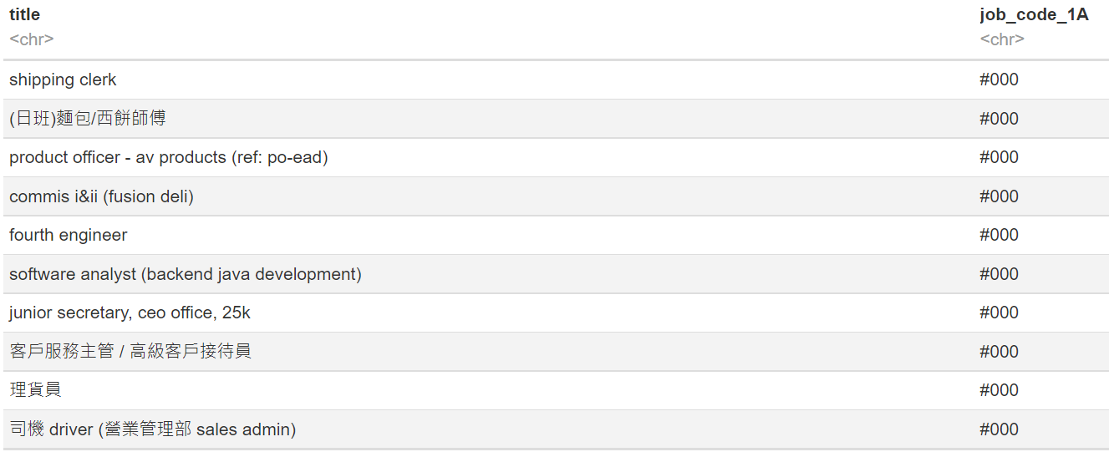 title job_code_1A
<chr> <chr>
shipping clerk #000
(日班)麵包/西餅師傅 #000
product officer - av products (ref: po-ead) #000
commis i&ii (fusion deli) #000
fourth engineer #000
software analyst (backend java development) #000
junior secretary, ceo office, 25k #000
客戶服務主管 / 高級客戶接待員 #000
理貨員 #000
司機 driver (營業管理部 sales admin) #000